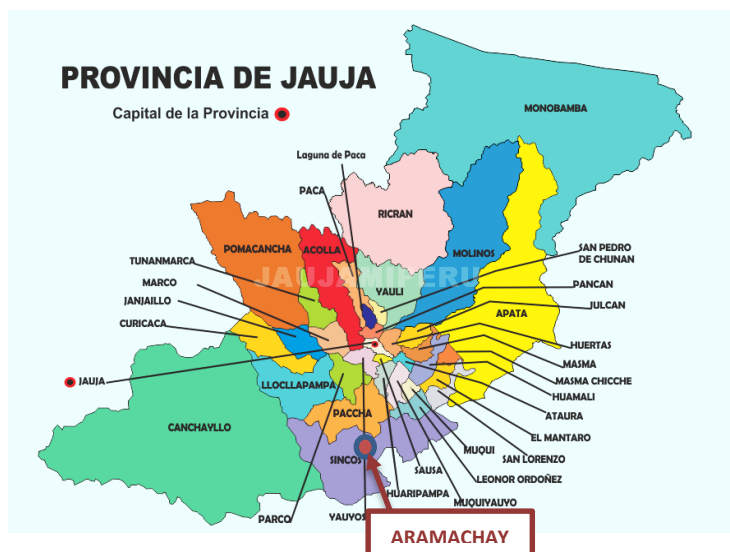 PROVINCIA DE JAUJA
Capital de la Provincia
MONOBAMBA
Laguna de Paca
PACA
RICRAN
POMACANCHA
ACOLLA
MOLINOS
SAN PEDRO
DE CHUNAN
TUNANMARCA
JAUJAMIPERU
YAULI
PANCAN
MARCO
JULCAN
JANJAILLO
APATA
CURICACA
HUERTAS
MASMA
JAUJA
LLOCLLAPAMPA
MASMA CHICCHE
HUAMALI
PACCHA
ATAURA
CANCHAYLLO
EL MANTARO
MUQUI
SINCOS
SAN LORENZO
SAUSA
LEONOR ORDOÑEZ
HUARIPAMPA
MUQUIYAUYO
PARCO
YAUYOS
ARAMACHAY